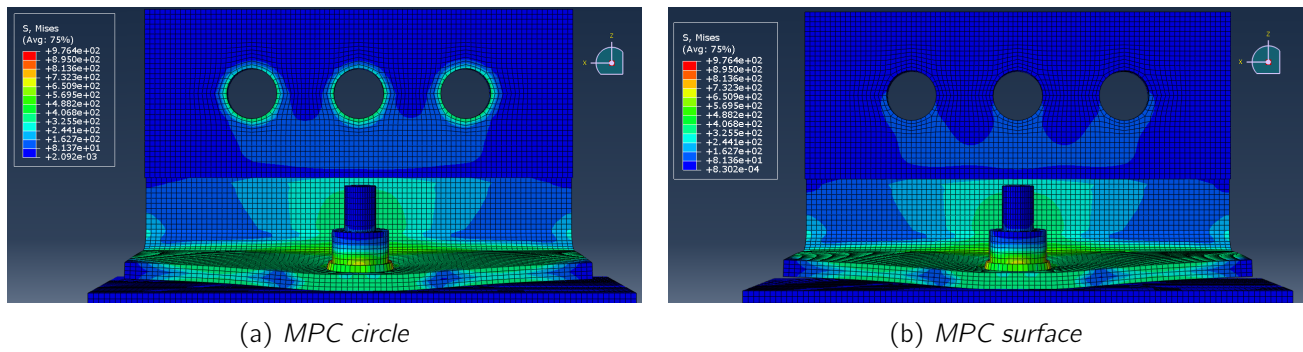 S, Mises
(Avg: 75%)
+9.764e+02
+8.950e+02
+8.136e+02
+7.323e+02
+6.509e+02
+5.695e+02
+4.882e+02
+4.068e+02
+3.255e+02
+2.441e+02
+1.627e+02
+8.137e+01
+2.092e-03
z
x
(a) MPC circle
S, Mises
(Avg: 75%)
+9.764e+02
+8.950e+02
+8.136e+02
+7.323e+02
+6.509e+02
+5.695e+02
+4.882e+02
+4.068e+02
+3.255e+02
+2.441e+02
+1.627e+02
+8.136e+01
+8.302e-04
z
x
(b) MPC surface